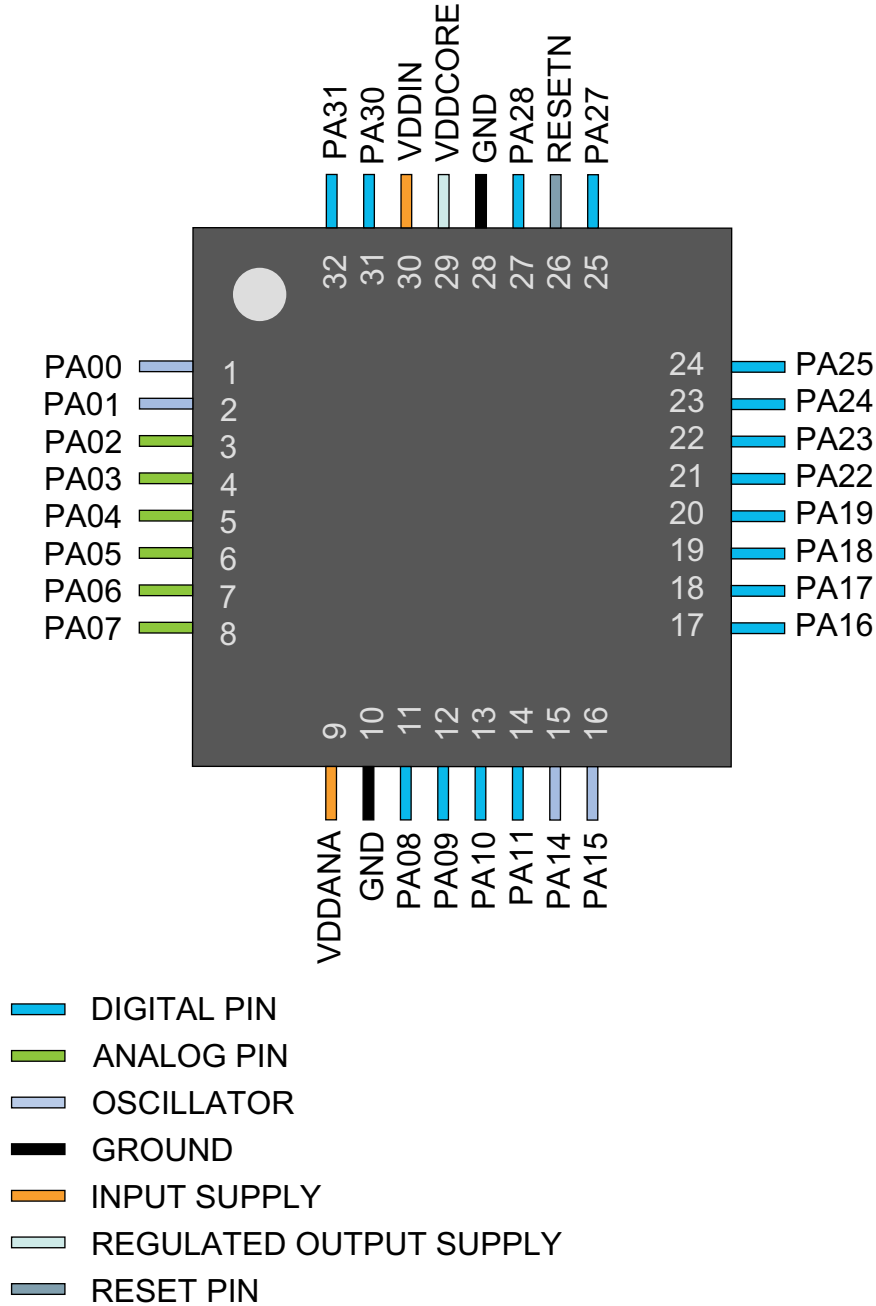 PA31
PA30
VDDIN
VDDCORE
GND
PA28
RESETN
PA27
32
31
30
29
28
27
26
25
PA00
1
24
PA25
PA01
2
23
PA24
PA02
3
22
PA23
PA03
4
21
PA22
PA04
5
20
PA19
PA05
6
19
PA18
PA06
7
18
PA17
PA07
8
17
PA16
9
10
11
12
13
14
15
16
VDDANA
GND
PA08
PA09
PA10
PA11
PA14
PA15
DIGITAL PIN
ANALOG PIN
OSCILLATOR
GROUND
INPUT SUPPLY
REGULATED OUTPUT SUPPLY
RESET PIN